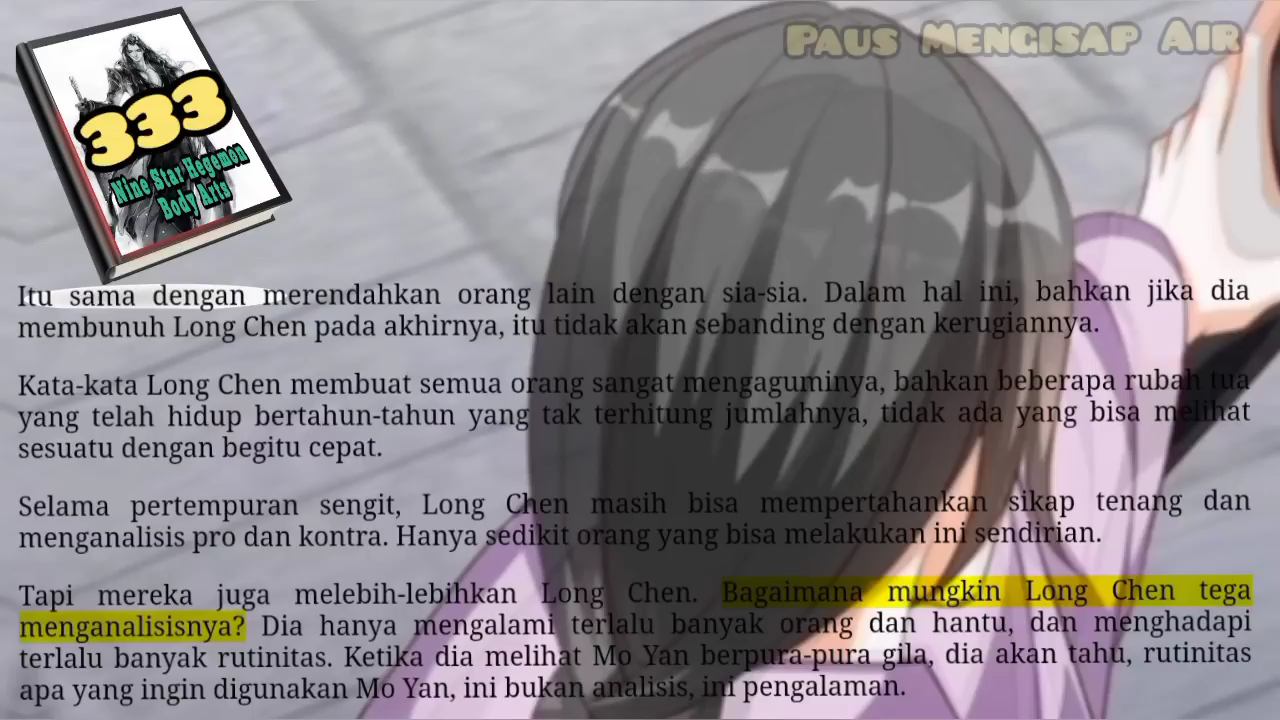 Paus Mengisap Air
333
Nine Star Hegemon
Body Arts
Itu sama dengan merendahkan orang lain dengan sia-sia. Dalam hal ini, bahkan jika dia
membunuh Long Chen pada akhirnya, itu tidak akan sebanding dengan kerugiannya.
Kata-kata Long Chen membuat semua orang sangat mengaguminya, bahkan beberapa rubah tua
yang telah hidup bertahun-tahun yang tak terhitung jumlahnya, tidak ada yang bisa melihat
sesuatu dengan begitu cepat.
Selama pertempuran sengit, Long Chen masih bisa mempertahankan sikap tenang dan
menganalisis pro dan kontra. Hanya sedikit orang yang bisa melakukan ini sendirian.
Tapi mereka juga melebih-lebihkan Long Chen. Bagaimana mungkin Long Chen tega
menganalisisnya? Dia hanya mengalami terlalu banyak orang dan hantu, dan menghadapi
terlalu banyak rutinitas. Ketika dia melihat Mo Yan berpura-pura gila, dia akan tahu, rutinitas
apa yang ingin digunakan Mo Yan, ini bukan analisis, ini pengalaman.